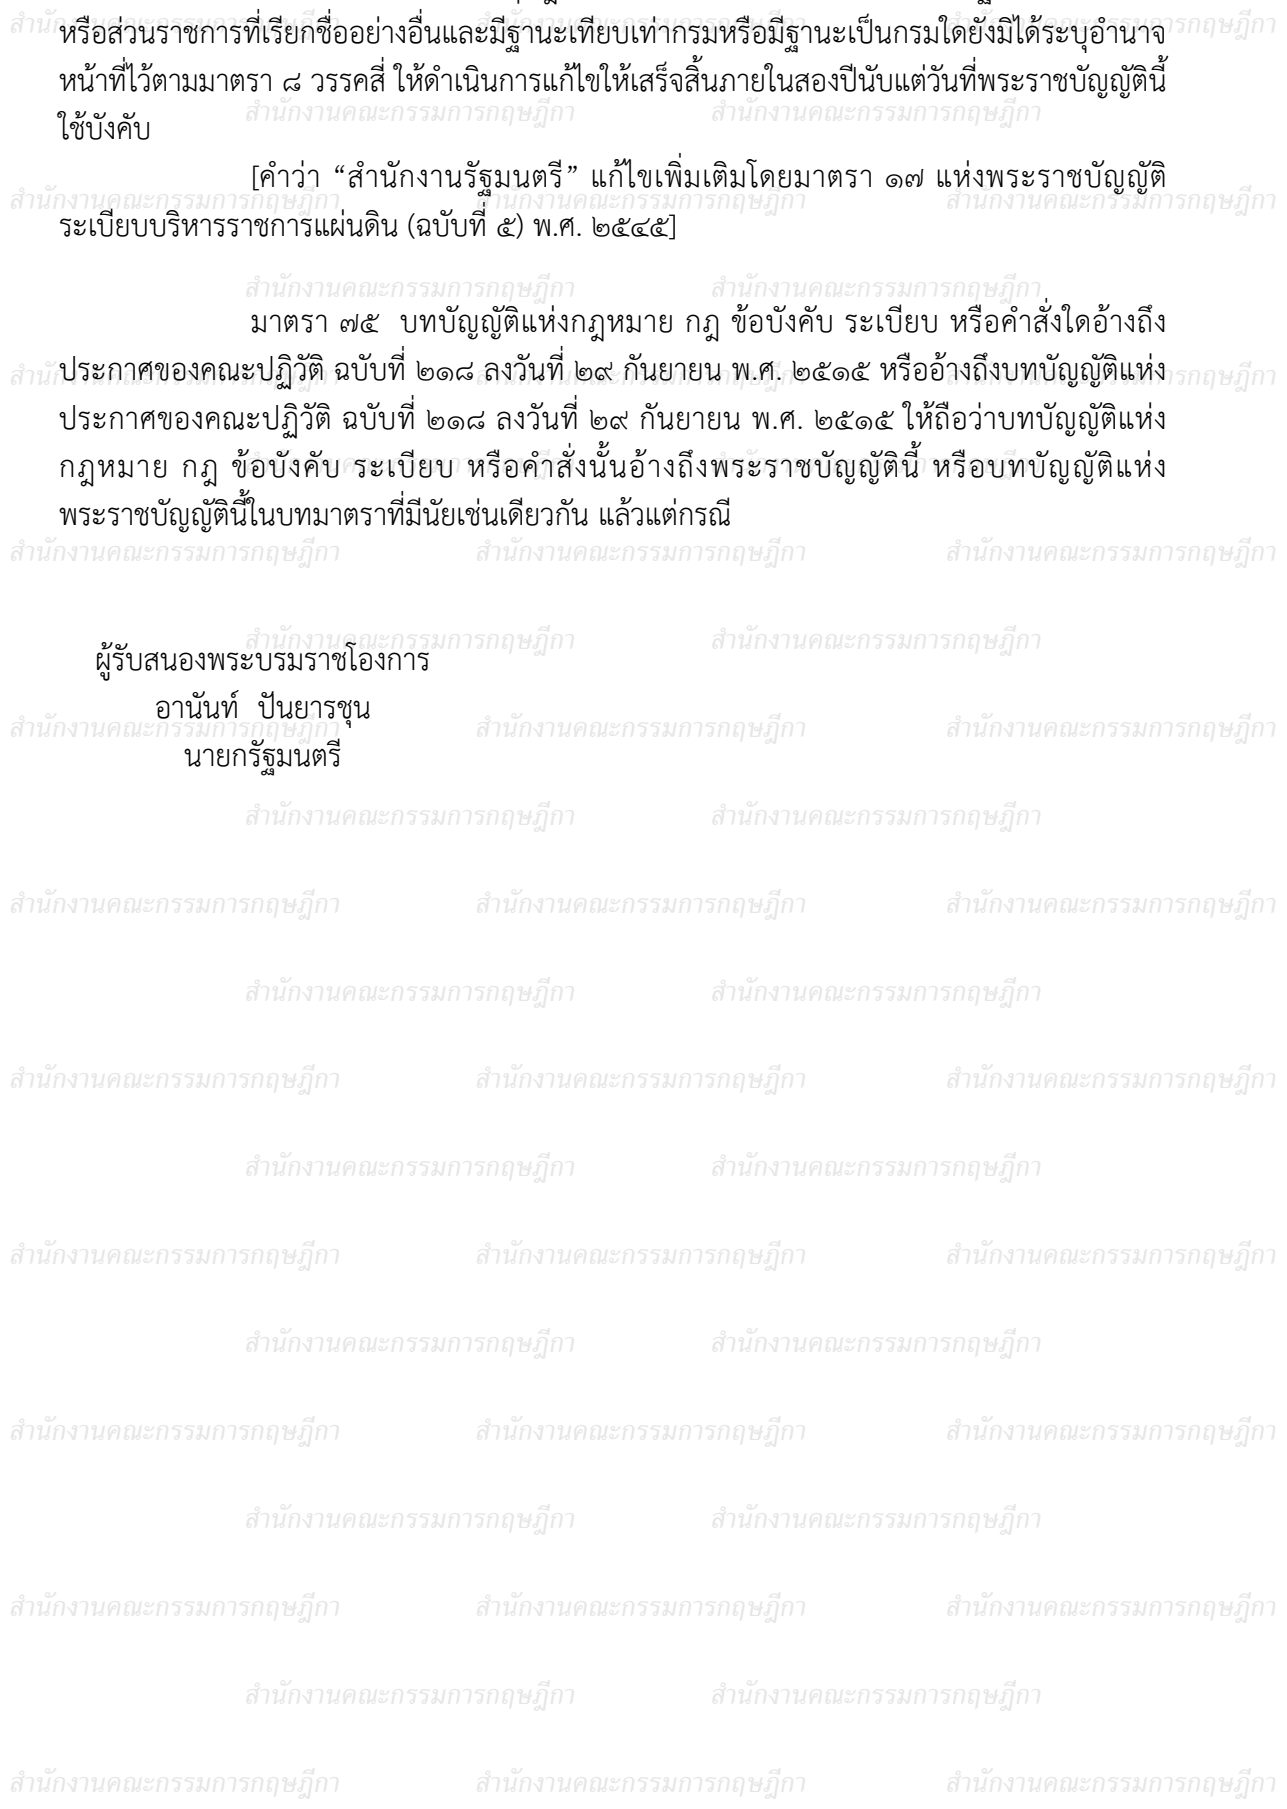 หรือส่วนราชการที่เรียกชื่ออย่างอื่นและมีฐานะเทียบเท่ากรมหรือมีฐานะเป็นกรมใดยังมิได้ระบุอำนาจ
หน้าที่ไว้ตามมาตรา ๘ วรรคสี่ ให้ดำเนินการแก้ไขให้เสร็จสิ้นภายในสองปีนับแต่วันที่พระราชบัญญัตินี้
ใช้บังคับ
[คำว่า “สำนักงานรัฐมนตรี” แก้ไขเพิ่มเติมโดยมาตรา ๑๗ แห่งพระราชบัญญัติ
ระเบียบบริหารราชการแผ่นดิน (ฉบับที่ ๕) พ.ศ. ๒๕๔๕]
มาตรา ๗๕ บทบัญญัติแห่งกฎหมาย กฎ ข้อบังคับ ระเบียบ หรือคำสั่งใดอ้างถึง
ประกาศของคณะปฏิวัติ ฉบับที่ ๒๑๘ ลงวันที่ ๒๙ กันยายน พ.ศ. ๒๕๑๕ หรืออ้างถึงบทบัญญัติแห่ง
ประกาศของคณะปฏิวัติ ฉบับที่ ๒๑๘ ลงวันที่ ๒๙ กันยายน พ.ศ. ๒๕๑๕ ให้ถือว่าบทบัญญัติแห่ง
กฎหมาย กฎ ข้อบังคับ ระเบียบ หรือคำสั่งนั้นอ้างถึงพระราชบัญญัตินี้ หรือบทบัญญัติแห่ง
พระราชบัญญัตินี้ในบทมาตราที่มีนัยเช่นเดียวกัน แล้วแต่กรณี
ผู้รับสนองพระบรมราชโองการ
อานันท์ ปันยารชุน
นายกรัฐมนตรี
สำนักงานคณะกรรมการกฤษฎีกา